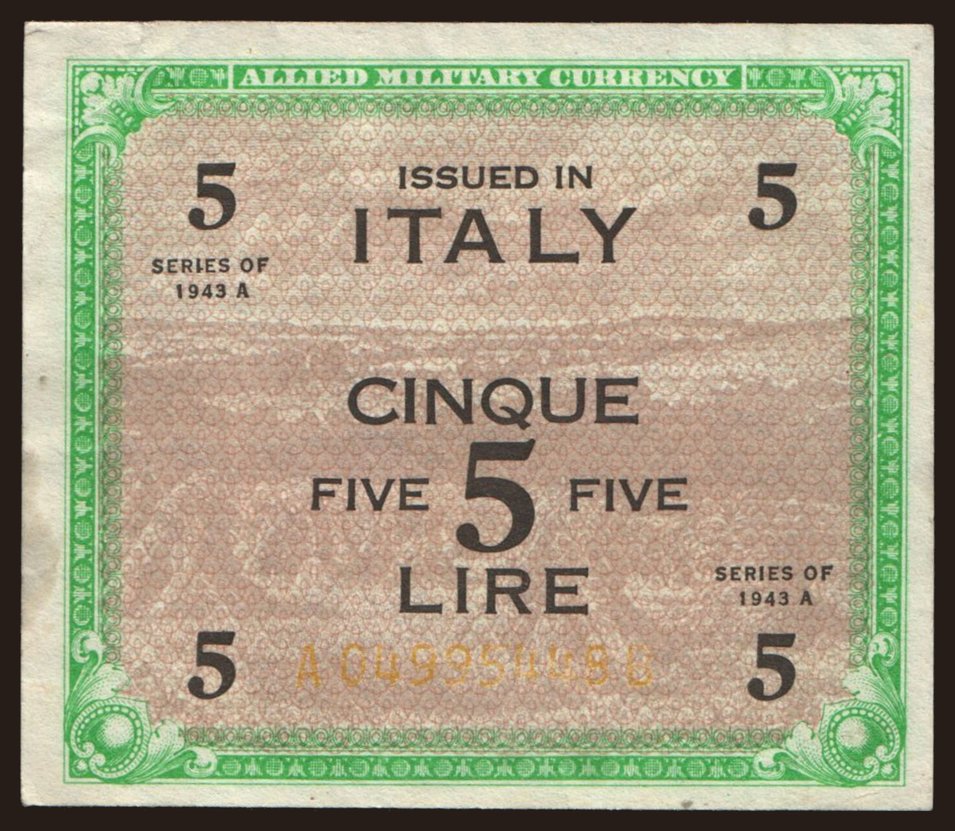 ALLIED MILITARY CURRENCY
5 ISSUED IN 5
ITALY
SERIES OF
1943 A
CINQUE
FIVE 5 FIVE
LIRE
SERIES OF
1943 A
5 5